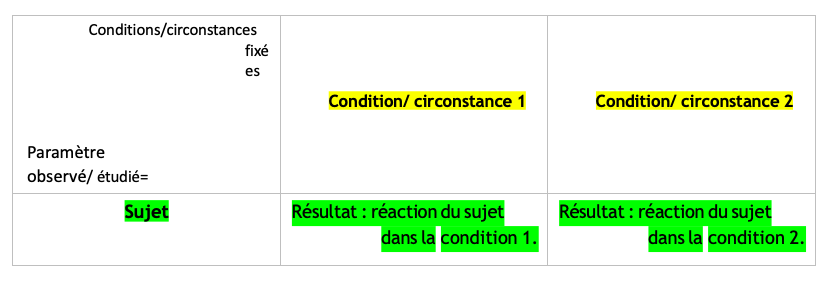 Conditions/circonstances
fixé
es
Condition/ circonstance 1
Condition/ circonstance 2
Paramètre
observé/ étudié=
Sujet
Résultat : réaction du sujet
dans la condition 1.
Résultat : réaction du sujet
dans la condition 2.